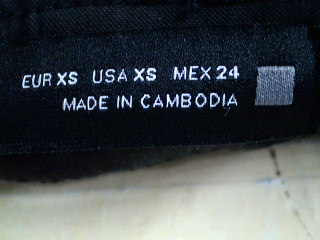 EUR XS USA XS MEX 24
MADE IN CAMBODIA